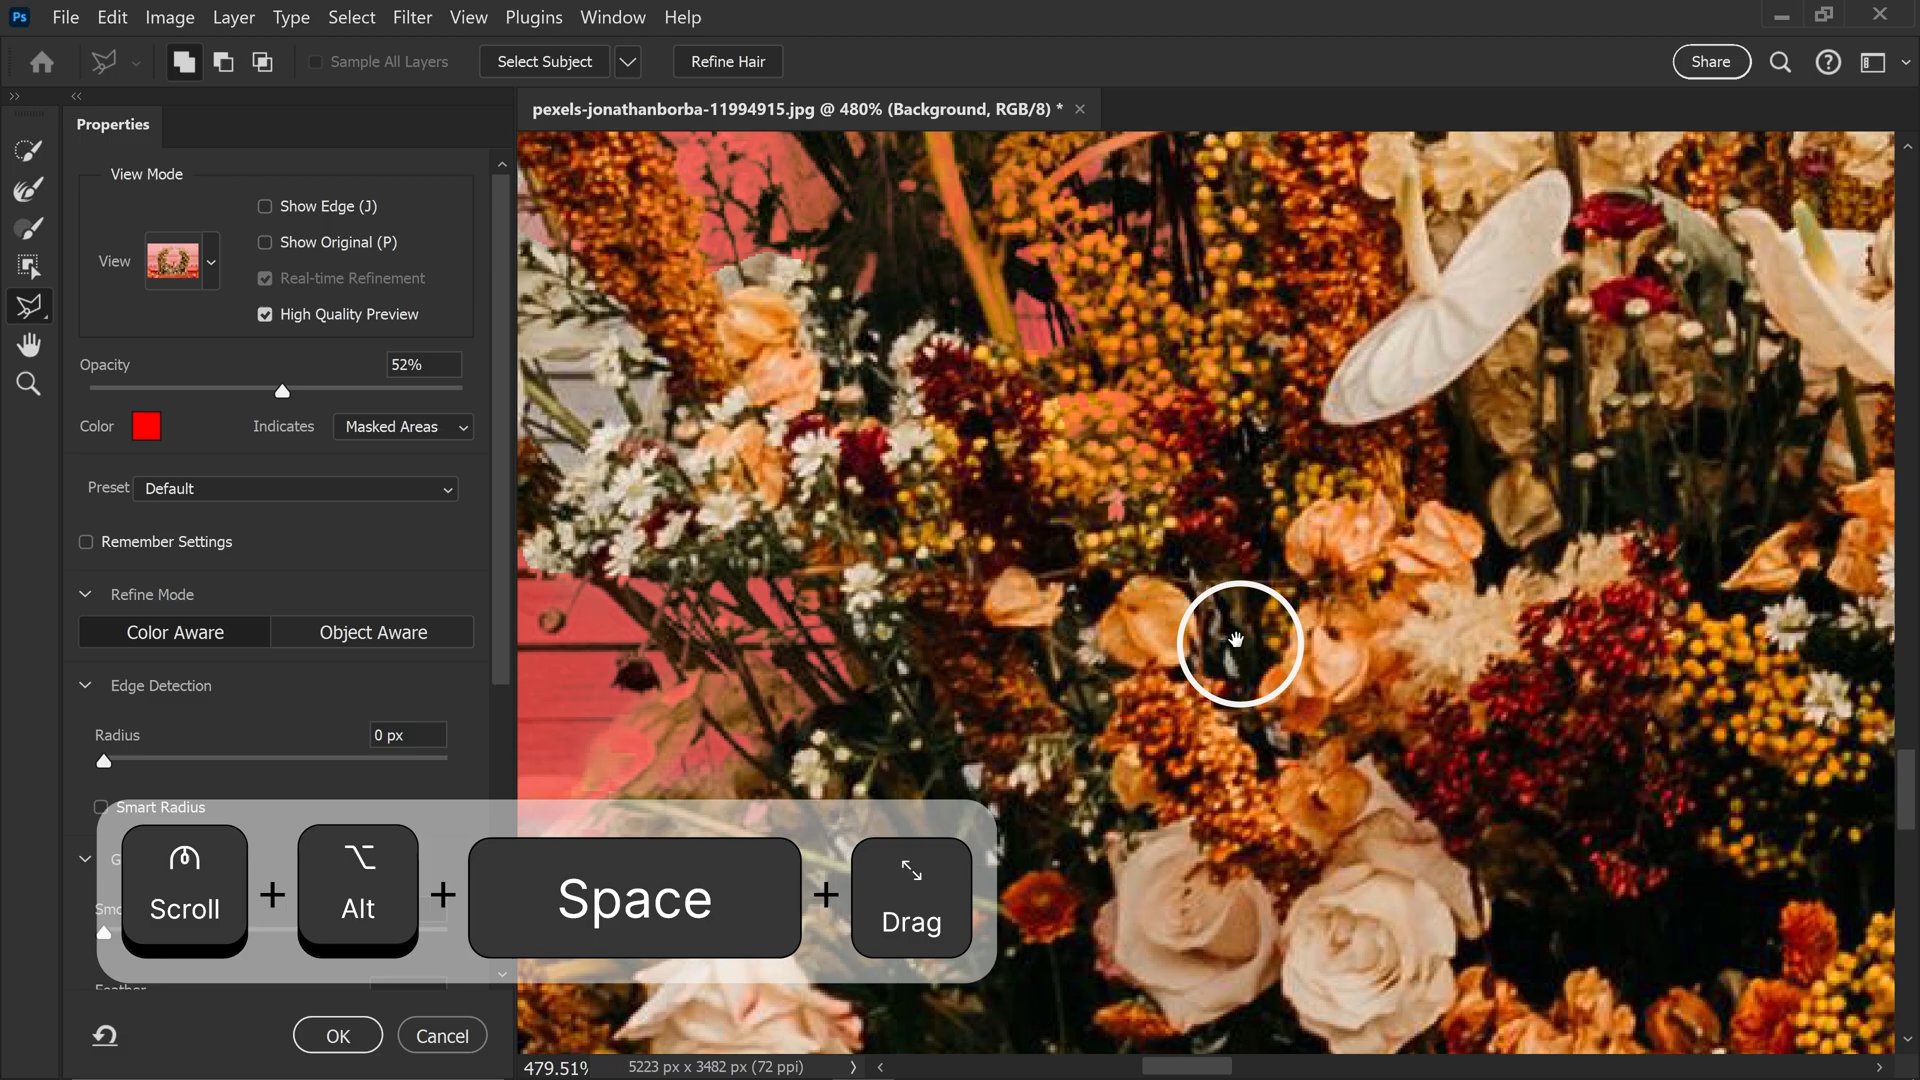 Ps File Edit Image Layer Type Select Filter View Plugins Window Help
Sample All Layers Select Subject Refine Hair Share
Properties
pexels-jonathanborba-11994915.jpg @ 480% (Background, RGB/8) *
View Mode
Show Edge (J)
Show Original (P)
View
Real-time Refinement
High Quality Preview
Opacity 52%
Color Indicates Masked Areas
Preset Default
Remember Settings
Refine Mode
Color Aware Object Aware
Edge Detection
Radius 0 px
Smart Radius
G
Smo
Scroll + Alt + Space + Drag
Feather
OK Cancel
479.51% 5223 px x 3482 px (72 ppi)